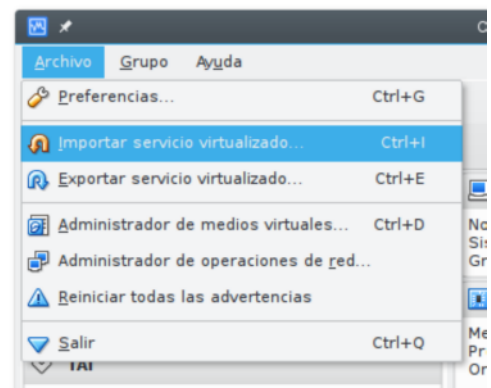 Archivo Grupo Ayuda
Preferencias... Ctrl+G
Importar servicio virtualizado... Ctrl+I
Exportar servicio virtualizado... Ctrl+E
Administrador de medios virtuales... Ctrl+D
Administrador de operaciones de red...
Reiniciar todas las advertencias
Salir Ctrl+Q